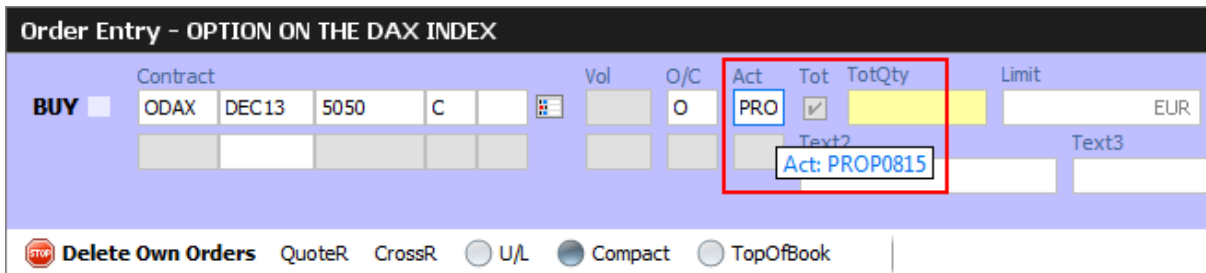 Order Entry - OPTION ON THE DAX INDEX
Contract Vol O/C Act Tot TotQty Limit
BUY ODAX DEC13 5050 C O PRO EUR
Text2 Text3
Act: PROP0815
STOP Delete Own Orders QuoteR CrossR U/L Compact TopOfBook